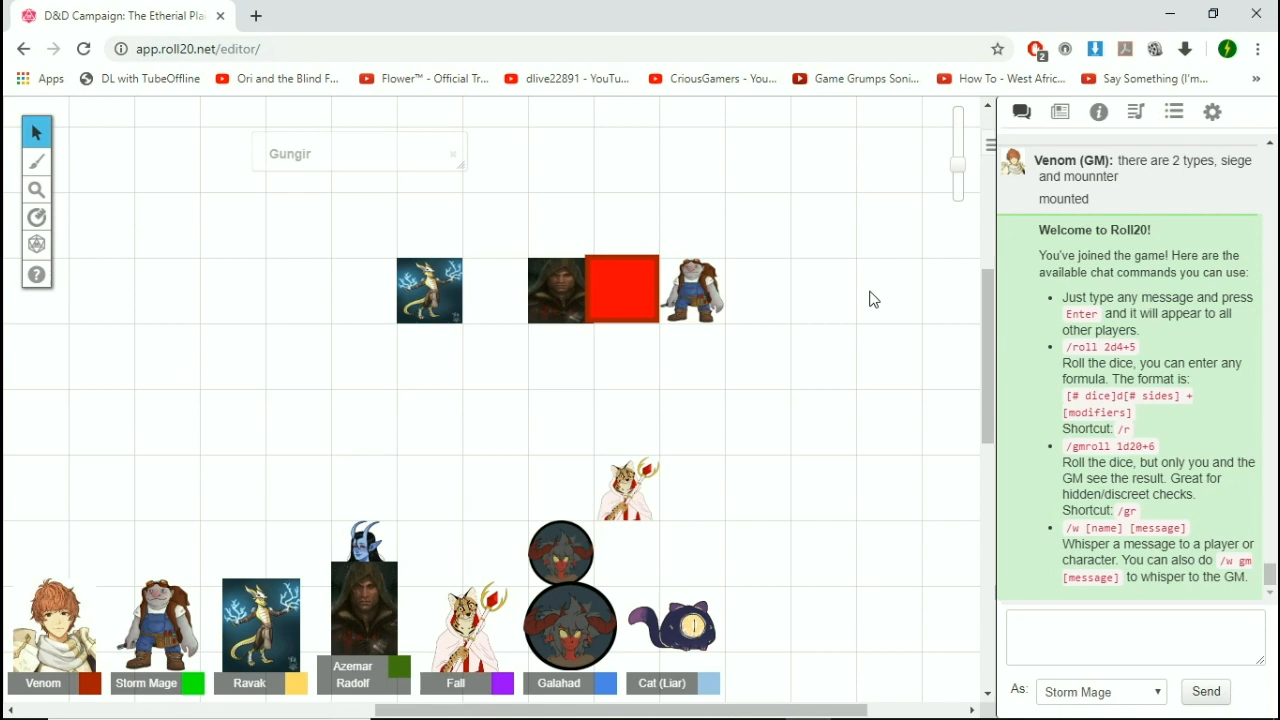 D&D Campaign: The Etherial Plai
app.roll20.net/editor/
2
Apps
DL with TubeOffline
Ori and the Blind F...
Flower™ - Official Tr...
dlive22891 - YouTu...
CriousGamers - You...
Game Grumps Soni...
How To - West Afric...
Say Something (I'm...
»
Gungir
Venom (GM): there are 2 types, siege
and mounnter
mounted
Welcome to Roll20!
You've joined the game! Here are the
available chat commands you can use:
Just type any message and press
Enter and it will appear to all
other players.
/roll 2d4+5
Roll the dice, you can enter any
formula. The format is:
[# dice]d[# sides] +
[modifiers]
Shortcut: /r
/gmroll 1d20+6
Roll the dice, but only you and the
GM see the result. Great for
hidden/discreet checks.
Shortcut: /gr
/w [name] [message]
Whisper a message to a player or
character. You can also do /w gm
[message] to whisper to the GM.
Venom
Storm Mage
Ravak
Azemar
Radolf
Fall
Galahad
Cat (Liar)
As:
Storm Mage
Send